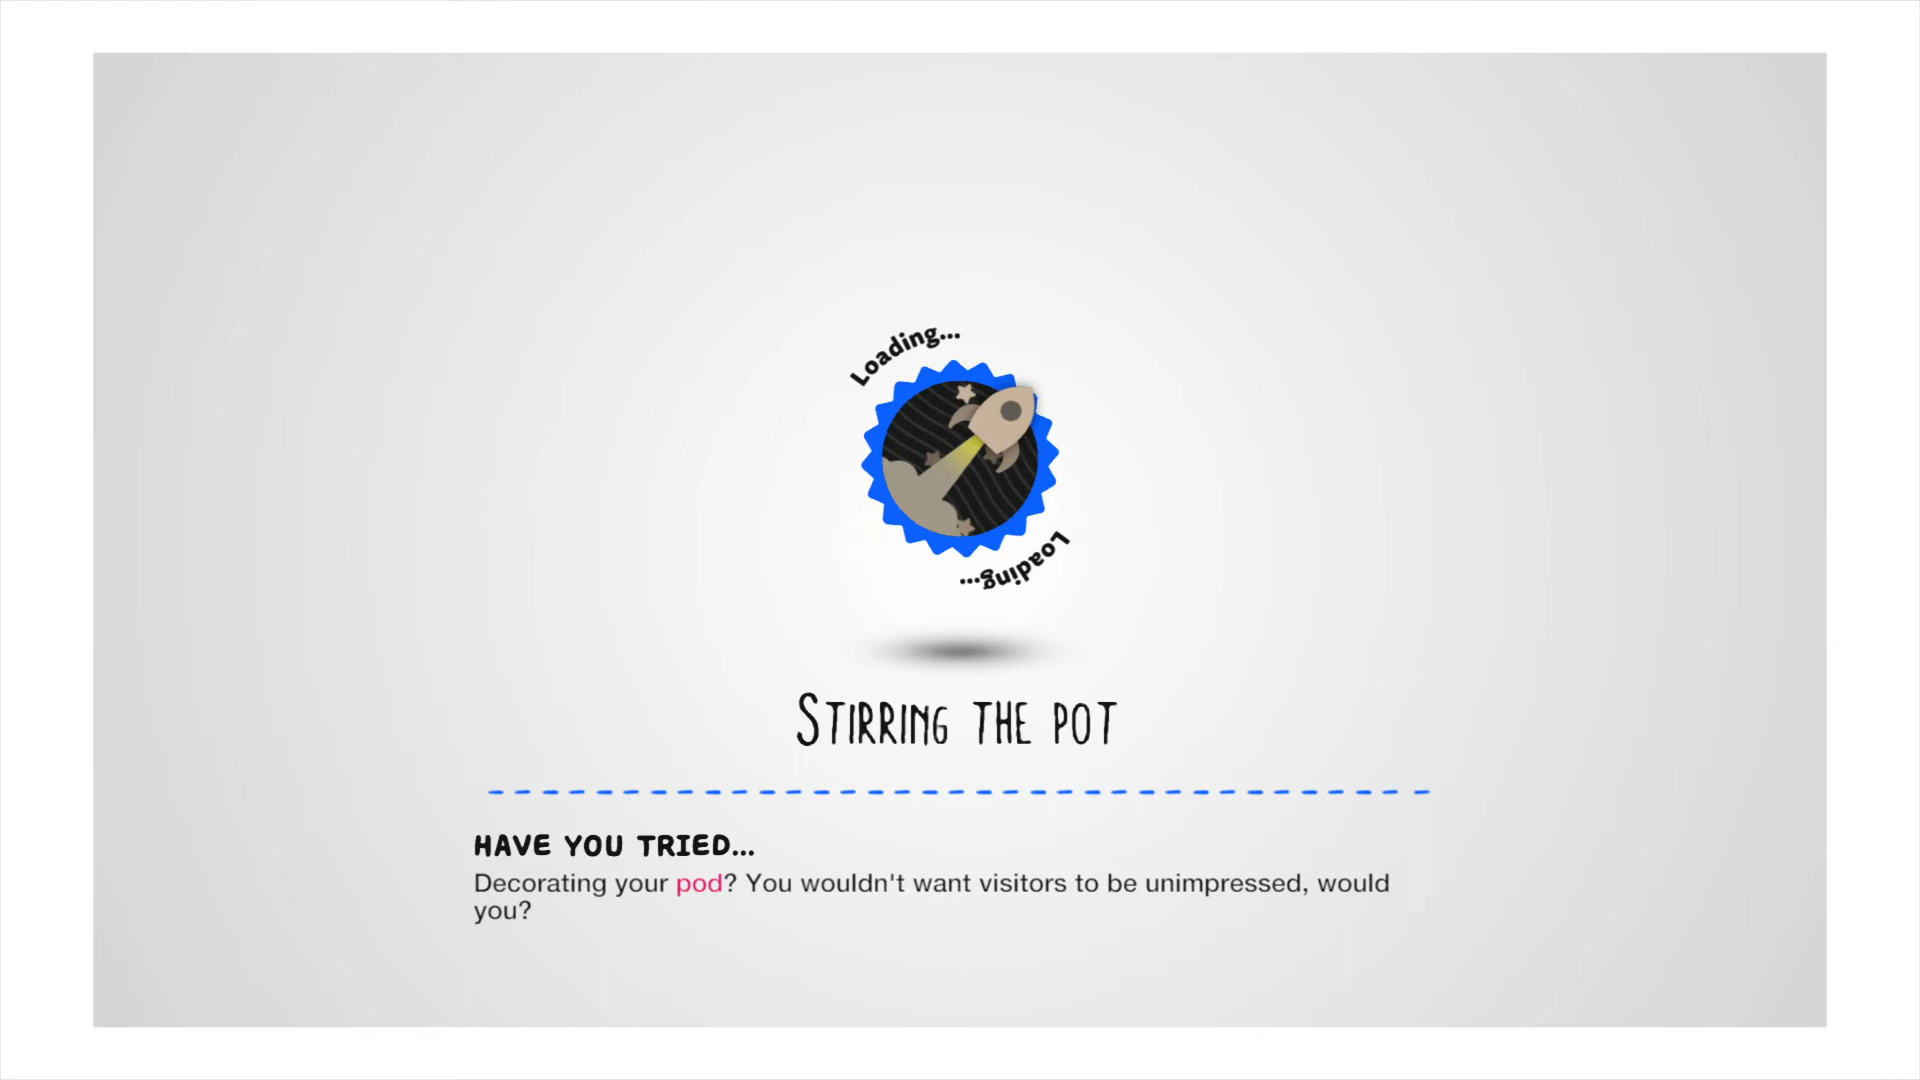 Loading...
Loading...
STIRRING THE POT
HAVE YOU TRIED...
Decorating your pod? You wouldn't want visitors to be unimpressed, would
you?